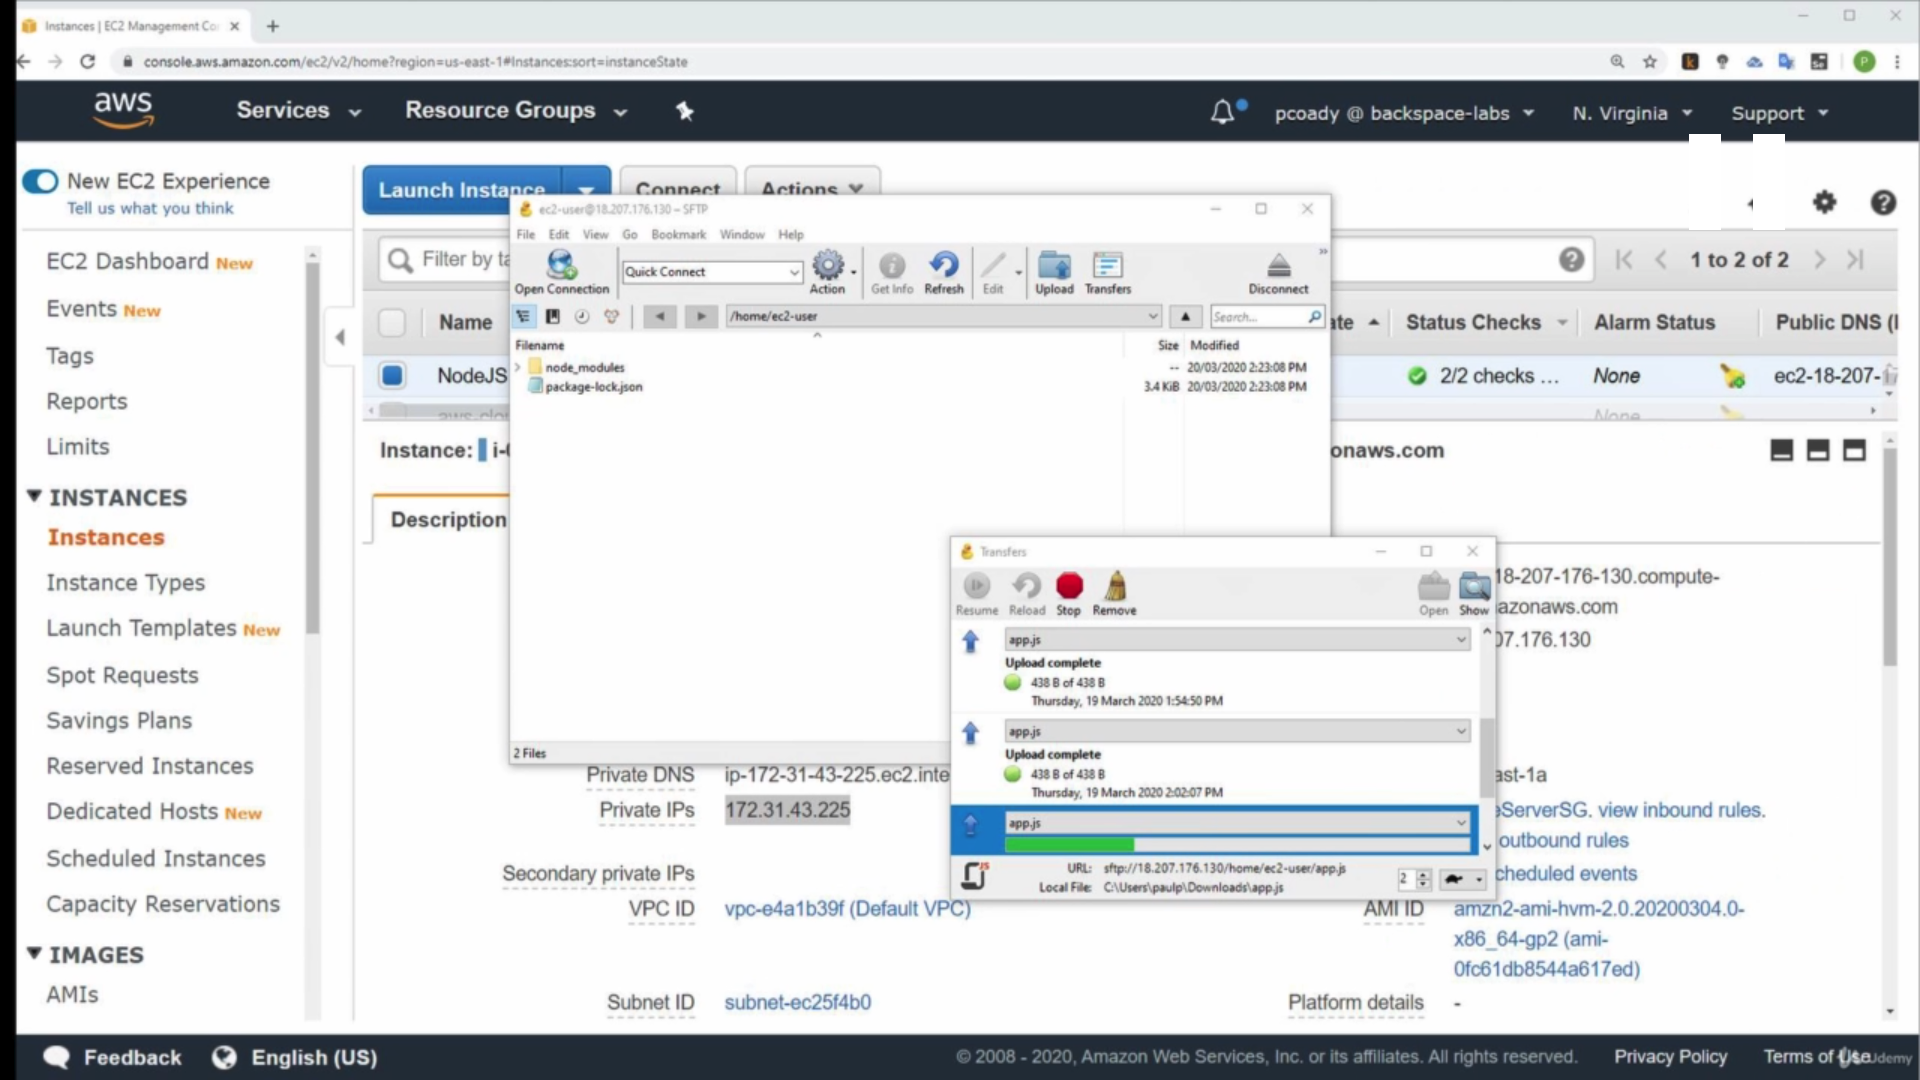 Instances | EC2 Management Co
console.aws.amazon.com/ec2/v2/home?region=us-east-1#Instances:sort=instanceState
aws
Services
Resource Groups
pcoady @ backspace-labs
N. Virginia
Support
New EC2 Experience
Tell us what you think
EC2 Dashboard New
Events New
Tags
Reports
Limits
INSTANCES
Instances
Instance Types
Launch Templates New
Spot Requests
Savings Plans
Reserved Instances
Dedicated Hosts New
Scheduled Instances
Capacity Reservations
IMAGES
AMIs
Launch Instance
Connect
Actions
Filter by ta
1 to 2 of 2
Name
te
Status Checks
Alarm Status
Public DNS (I
NodeJS
2/2 checks ...
None
ec2-18-207-
aws-clo
None
Instance:
i-0
onaws.com
Description
ec2-user@18.207.176.130 – SFTP
File Edit View Go Bookmark Window Help
Open Connection
Quick Connect
Action
Get Info
Refresh
Edit
Upload
Transfers
Disconnect
/home/ec2-user
Search...
Filename
Size
Modified
node_modules
--
20/03/2020 2:23:08 PM
package-lock.json
3.4 KiB
20/03/2020 2:23:08 PM
2 Files
Transfers
Resume
Reload
Stop
Remove
Open
Show
app.js
Upload complete
438 B of 438 B
Thursday, 19 March 2020 1:54:50 PM
app.js
Upload complete
438 B of 438 B
Thursday, 19 March 2020 2:02:07 PM
app.js
URL: sftp://18.207.176.130/home/ec2-user/app.js
Local File: C:\Users\paulp\Downloads\app.js
2
18-207-176-130.compute-
azonaws.com
07.176.130
Private DNS
ip-172-31-43-225.ec2.inte
ast-1a
Private IPs
172.31.43.225
eServerSG. view inbound rules.
outbound rules
Secondary private IPs
cheduled events
VPC ID
vpc-e4a1b39f (Default VPC)
AMI ID
amzn2-ami-hvm-2.0.20200304.0-
x86_64-gp2 (ami-
0fc61db8544a617ed)
Subnet ID
subnet-ec25f4b0
Platform details
-
Feedback
English (US)
© 2008 - 2020, Amazon Web Services, Inc. or its affiliates. All rights reserved.
Privacy Policy
Terms of Use
Udemy